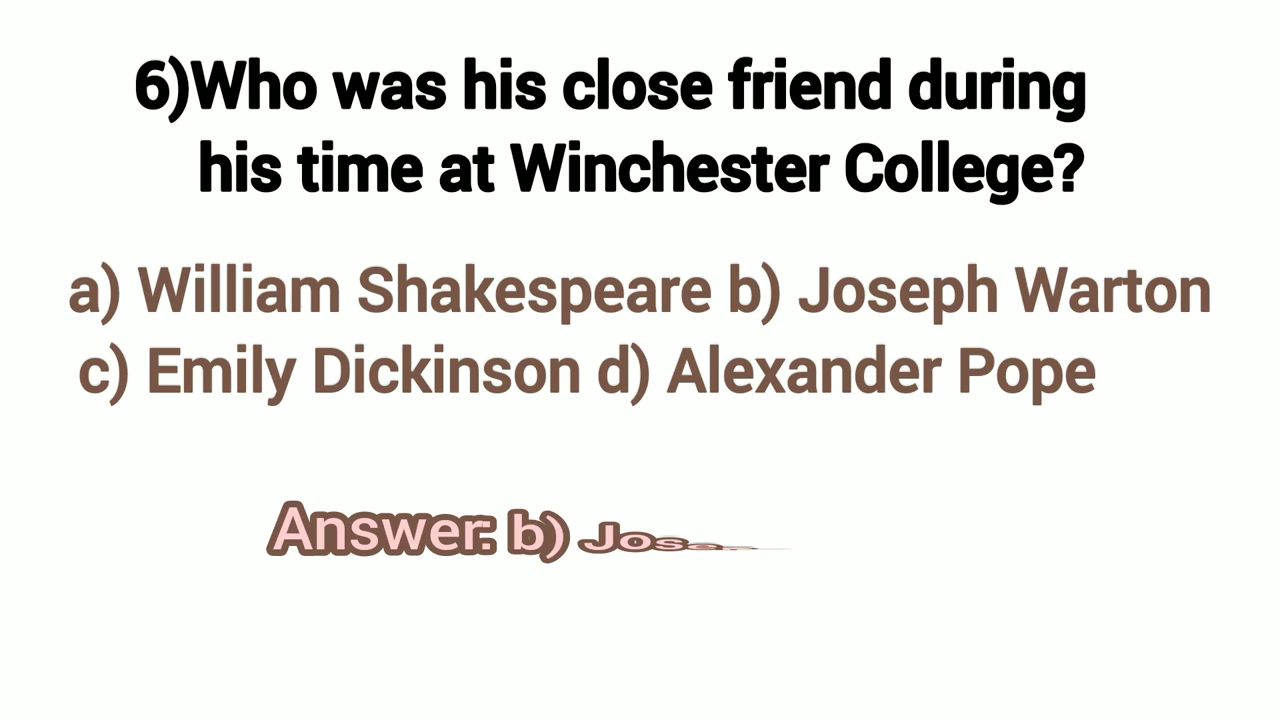 6)Who was his close friend during
his time at Winchester College?
a) William Shakespeare b) Joseph Warton
c) Emily Dickinson d) Alexander Pope
Answer: b)